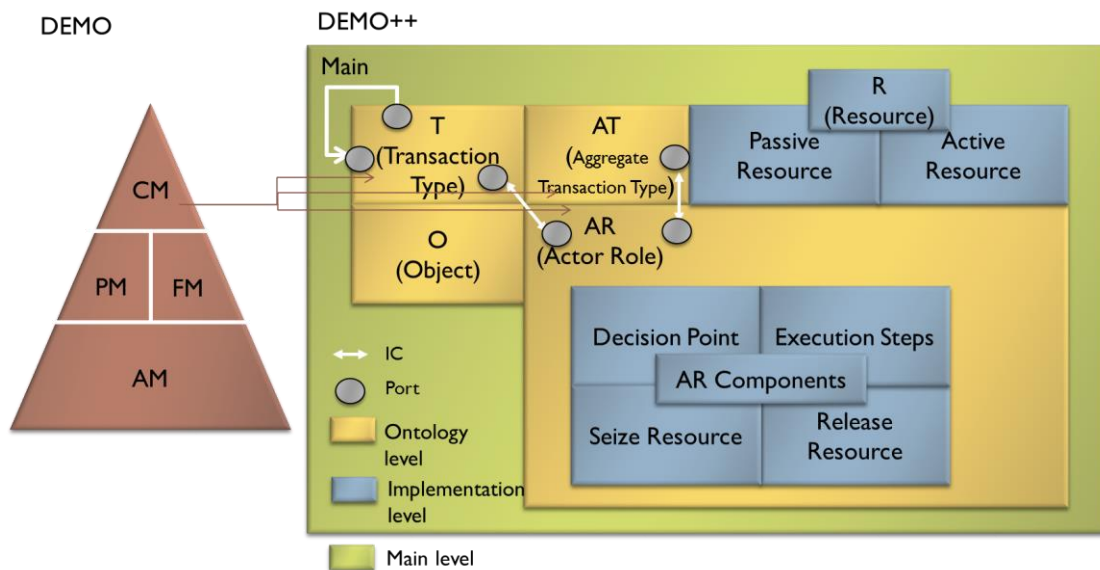 DEMO
DEMO++
CM
PM
FM
AM
Main
T
(Transaction
Type)
AT
(Aggregate
Transaction Type)
Passive
Resource
R
(Resource)
Active
Resource
O
(Object)
AR
(Actor Role)
Decision Point
Execution Steps
AR Components
Seize Resource
Release
Resource
IC
Port
Ontology
level
Implementation
level
Main level